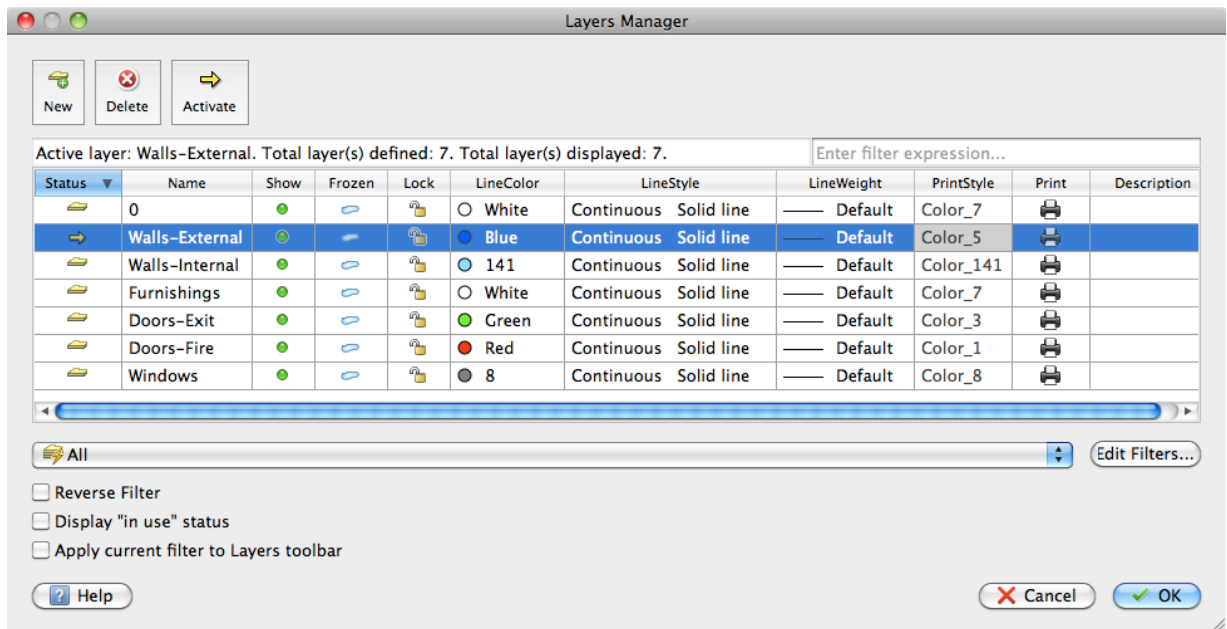 Layers Manager
New Delete Activate
Active layer: Walls-External. Total layer(s) defined: 7. Total layer(s) displayed: 7. Enter filter expression...
Status Name Show Frozen Lock LineColor LineStyle LineWeight PrintStyle Print Description
0 White Continuous Solid line Default Color_7
Walls-External Blue Continuous Solid line Default Color_5
Walls-Internal 141 Continuous Solid line Default Color_141
Furnishings White Continuous Solid line Default Color_7
Doors-Exit Green Continuous Solid line Default Color_3
Doors-Fire Red Continuous Solid line Default Color_1
Windows 8 Continuous Solid line Default Color_8
All Edit Filters...
Reverse Filter
Display "in use" status
Apply current filter to Layers toolbar
? Help Cancel OK